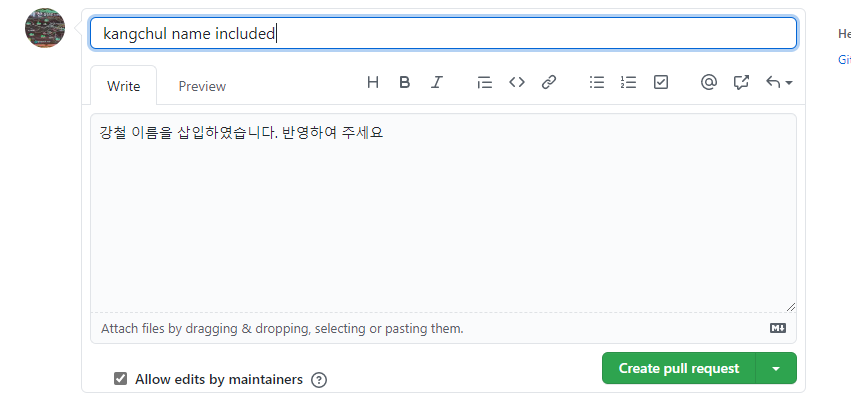 kangchul name included
He
Write Preview H B I <> @
Git
강철 이름을 삽입하였습니다. 반영하여 주세요
Attach files by dragging & dropping, selecting or pasting them.
Create pull request
Allow edits by maintainers ?